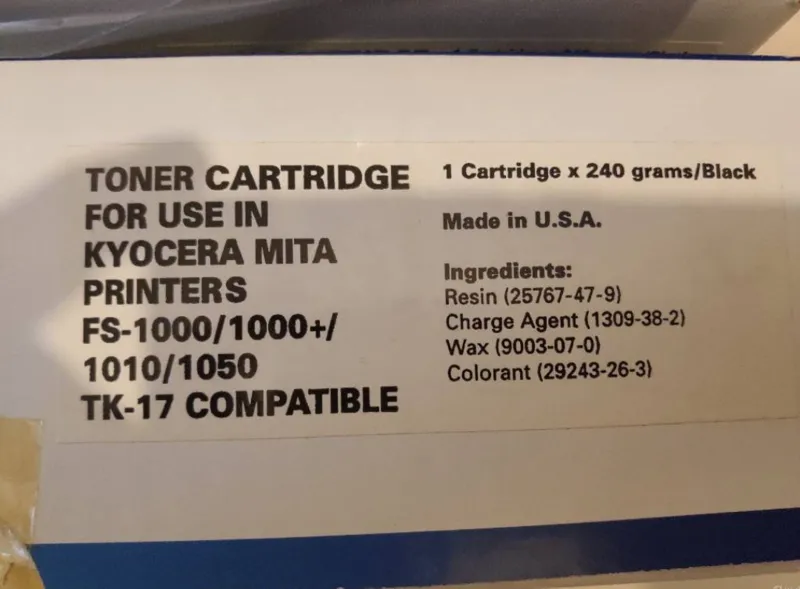 TONER CARTRIDGE
FOR USE IN
KYOCERA MITA
PRINTERS
FS-1000/1000+/
1010/1050
TK-17 COMPATIBLE
1 Cartridge x 240 grams/Black
Made in U.S.A.
Ingredients:
Resin (25767-47-9)
Charge Agent (1309-38-2)
Wax (9003-07-0)
Colorant (29243-26-3)